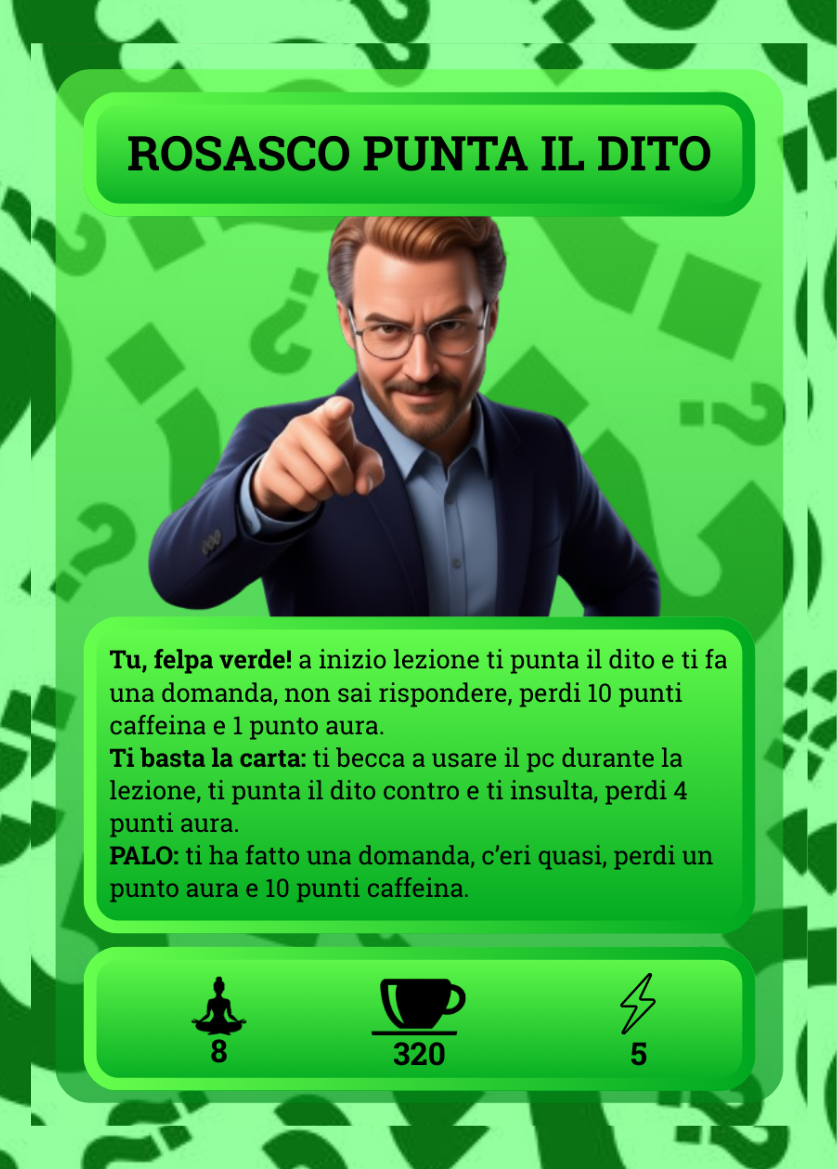 ROSASCO PUNTA IL DITO
Tu, felpa verde! a inizio lezione ti punta il dito e ti fa
una domanda, non sai rispondere, perdi 10 punti
caffeina e 1 punto aura.
Ti basta la carta: ti becca a usare il pc durante la
lezione, ti punta il dito contro e ti insulta, perdi 4
punti aura.
PALO: ti ha fatto una domanda, c’eri quasi, perdi un
punto aura e 10 punti caffeina.
8 320 5